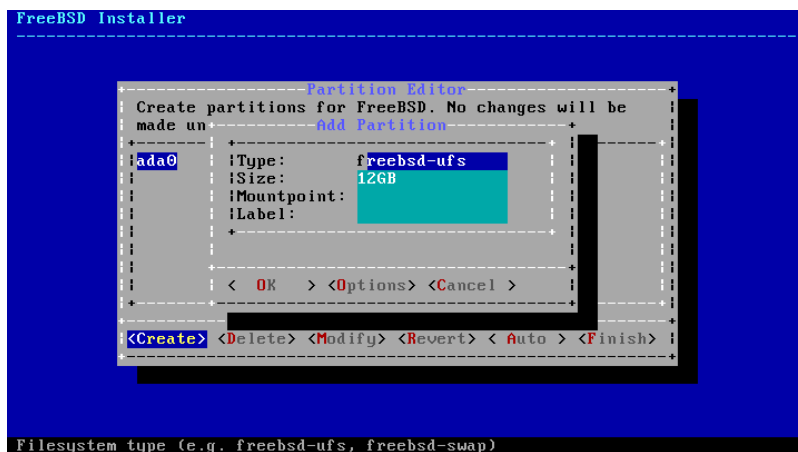 FreeBSD Installer
Partition Editor
Create partitions for FreeBSD. No changes will be
made un
Add Partition
ada0
Type: freebsd-ufs
Size: 12GB
Mountpoint:
Label:
< OK > <Options> <Cancel >
<Create> <Delete> <Modify> <Revert> < Auto > <Finish>
Filesystem type (e.g. freebsd-ufs, freebsd-swap)